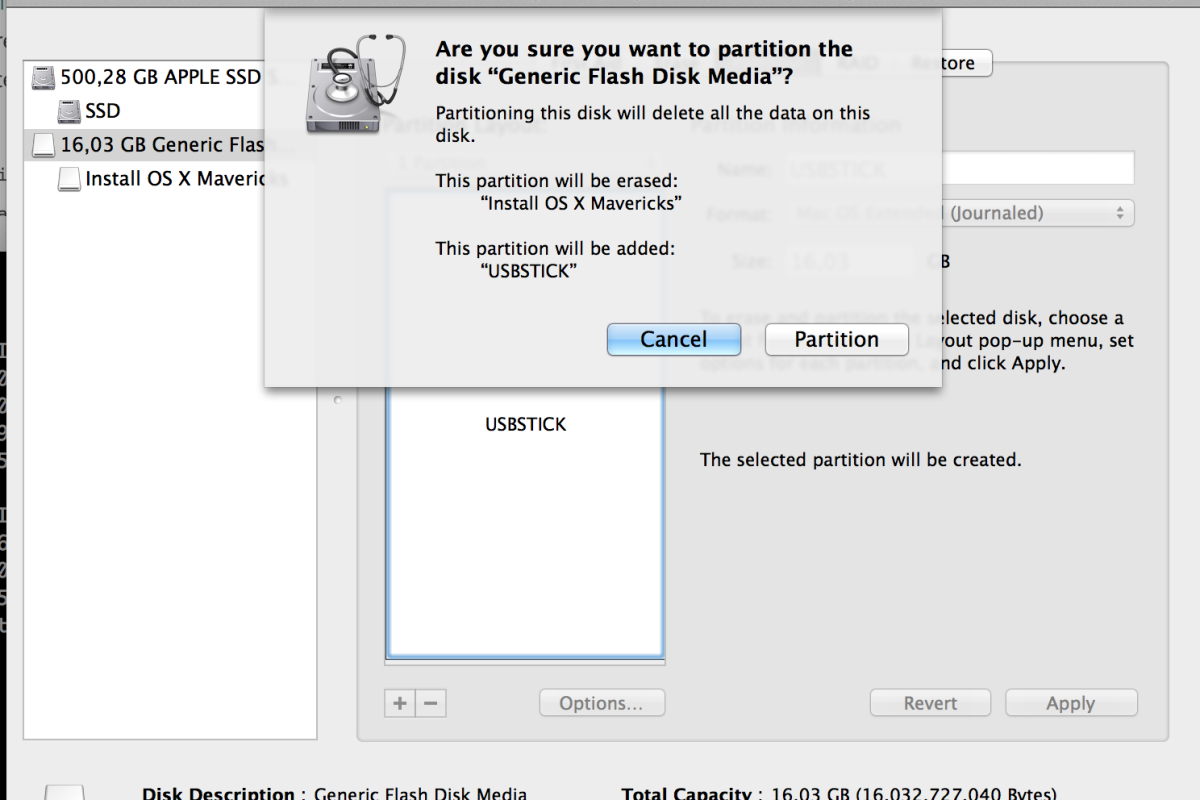 Are you sure you want to partition the
disk “Generic Flash Disk Media”?
Partitioning this disk will delete all the data on this
disk.
This partition will be erased:
“Install OS X Mavericks”
This partition will be added:
“USBSTICK”
Cancel
Partition
500,28 GB APPLE SSD S...
SSD
16,03 GB Generic Flas...
Install OS X Mavericks
RAID
Restore
Partition Layout:
Partition Information
1 Partition
Name: USBSTICK
Format: Mac OS Extended (Journaled)
Size: 16,03 GB
To erase and partition the selected disk, choose a
Layout pop-up menu, set
options for each partition, and click Apply.
USBSTICK
The selected partition will be created.
+
−
Options...
Revert
Apply
Disk Description : Generic Flash Disk Media
Total Capacity : 16,03 GB (16.032.727.040 Bytes)